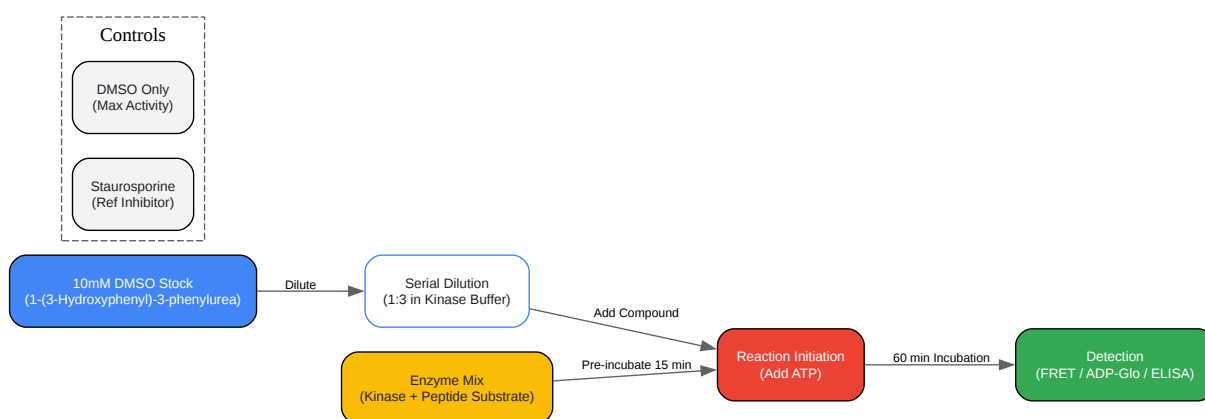 Controls
DMSO Only
(Max Activity)
Staurosporine
(Ref Inhibitor)
10mM DMSO Stock
(1-(3-Hydroxyphenyl)-3-phenylurea)
Dilute
Serial Dilution
(1:3 in Kinase Buffer)
Add Compound
Enzyme Mix
(Kinase + Peptide Substrate)
Pre-incubate 15 min
Reaction Initiation
(Add ATP)
60 min Incubation
Detection
(FRET / ADP-Glo / ELISA)